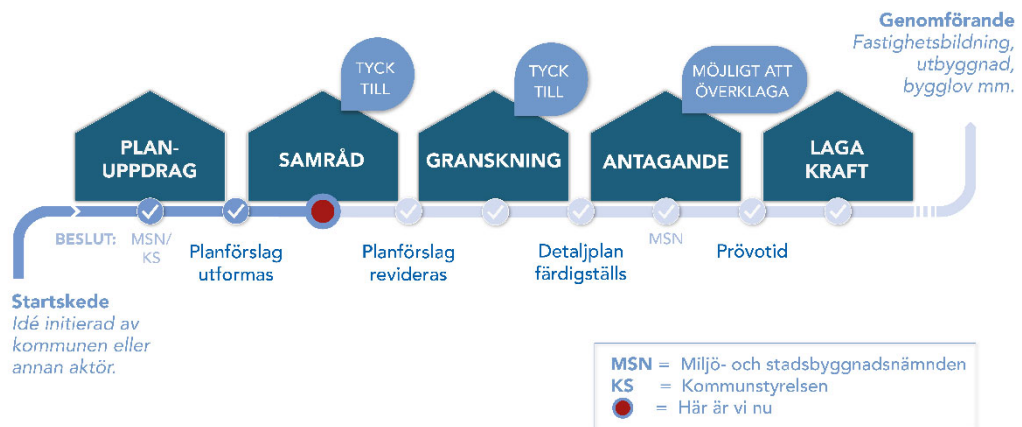 Genomförande
Fastighetsbildning,
utbyggnad,
bygglov mm.
TYCK
TILL
TYCK
TILL
MÖJLIGT ATT
ÖVERKLAGA
PLAN-
UPPDRAG
SAMRÅD
GRANSKNING
ANTAGANDE
LAGA
KRAFT
BESLUT:
MSN/
KS
Planförslag
utformas
Planförslag
revideras
Detaljplan
färdigställs
MSN
Prövotid
Startskede
Idé initierad av
kommunen eller
annan aktör.
MSN = Miljö- och stadsbyggnadsnämnden
KS = Kommunstyrelsen
= Här är vi nu